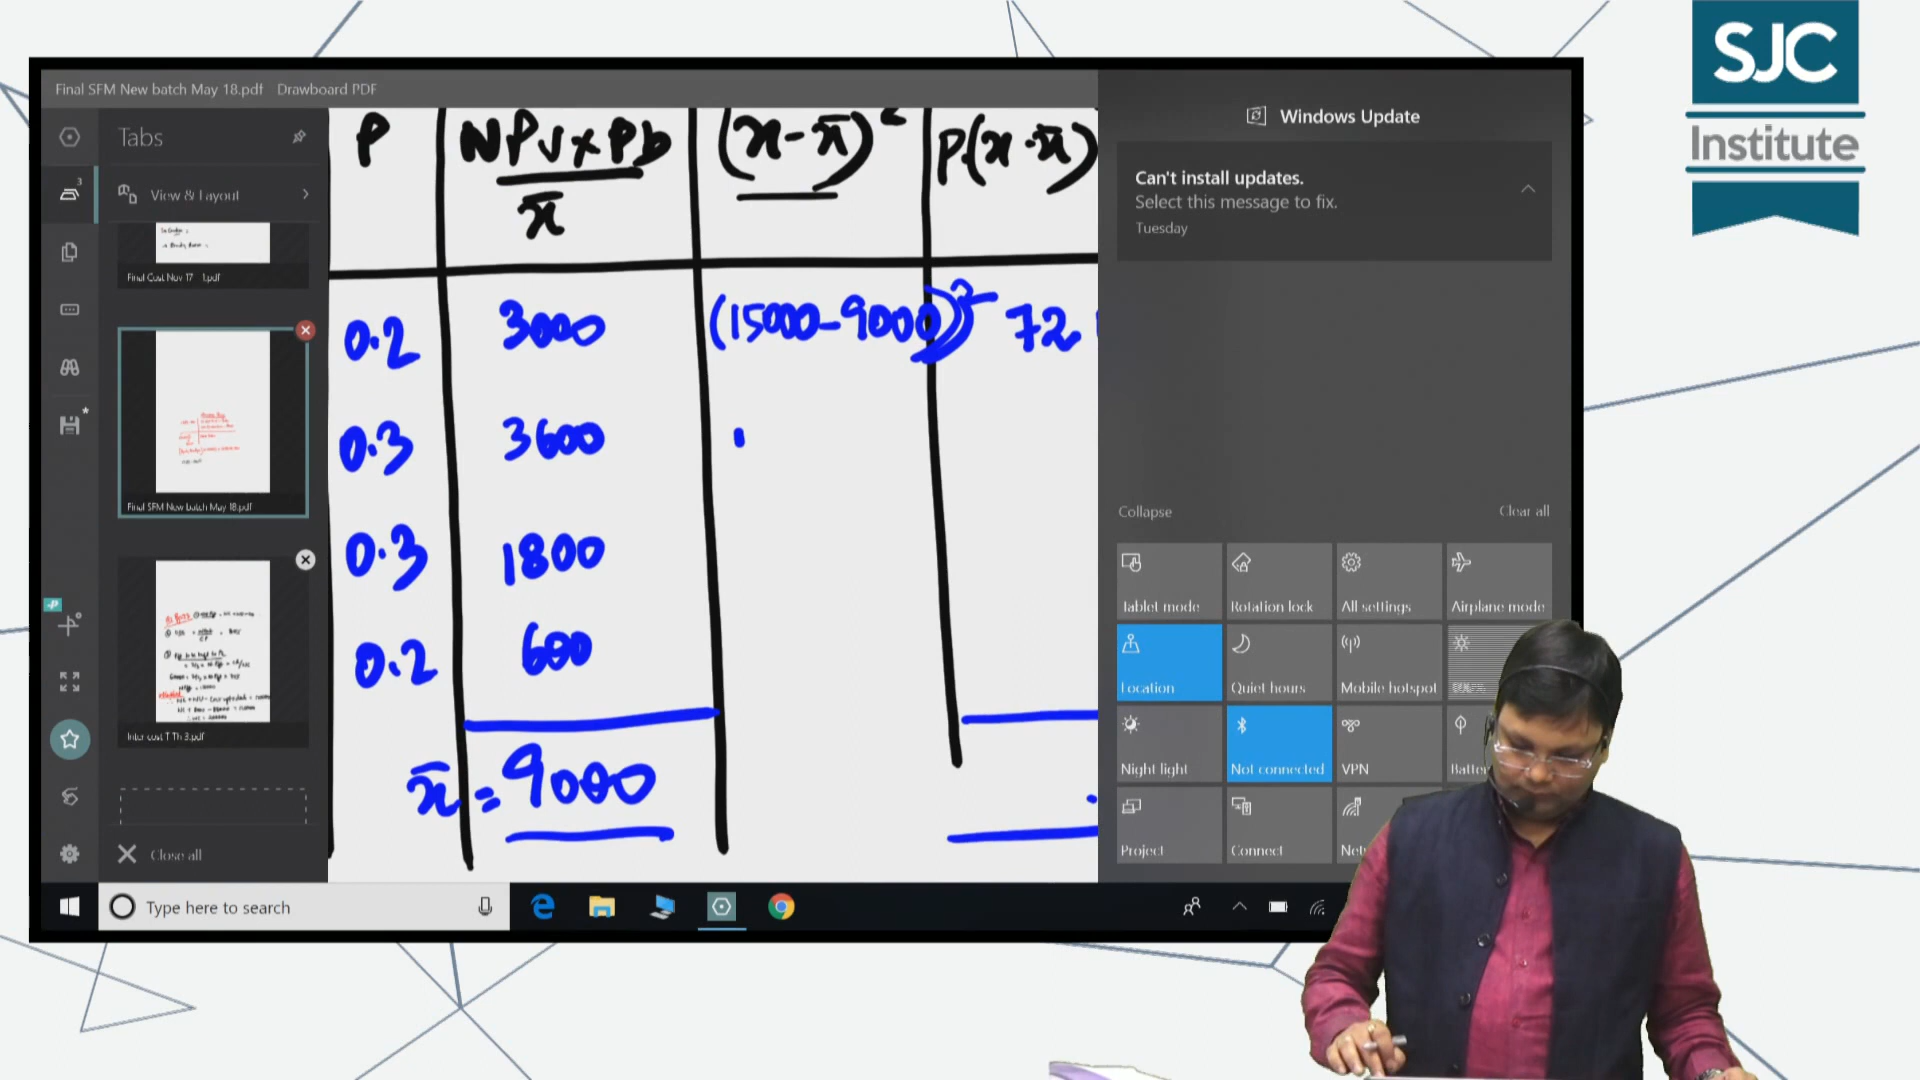 SJC
Institute
Final SFM New batch May 18.pdf Drawboard PDF
Tabs
View & Layout
3
Final Cost Nov 17 1.pdf
Final SFM New batch May 18.pdf
Inter cost T Th 3.pdf
Close all
P NPV x Pb (x-x̄)² P.(x-x̄)
x̄
0.2 3000 (15000-9000)² 72
0.3 3600
0.3 1800
0.2 600
x̄ = 9000
Windows Update
Can't install updates.
Select this message to fix.
Tuesday
Collapse Clear all
Tablet mode Rotation lock All settings Airplane mode
Location Quiet hours Mobile hotspot
Night light Not connected VPN
Project Connect
Type here to search